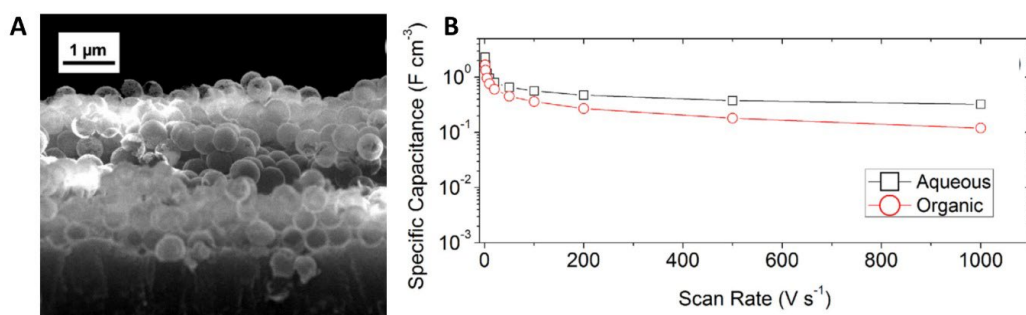 A
1 µm
B
Specific Capacitance (F cm⁻³)
10⁰
10⁻¹
10⁻²
10⁻³
0
200
400
600
800
1000
Scan Rate (V s⁻¹)
Aqueous
Organic
)